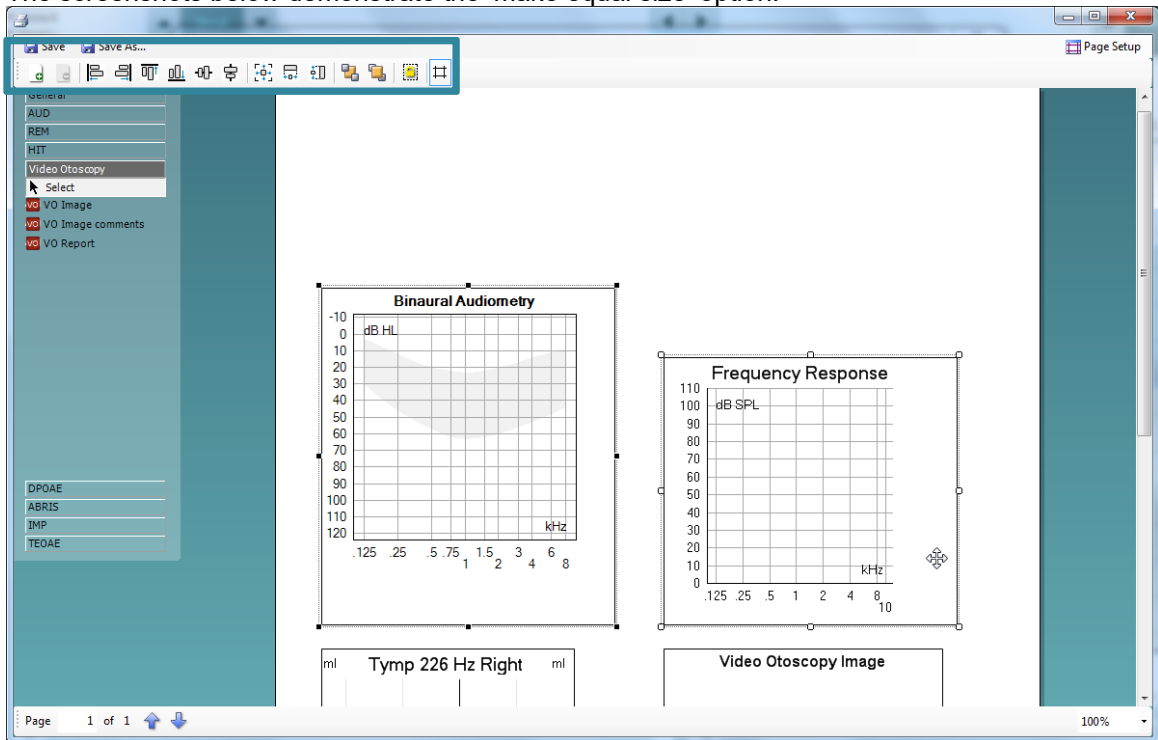 The screenshots below demonstrate the 'make equal size' option.
Save Save As... Page Setup
General
AUD
REM
HIT
Video Otoscopy
Select
VO VO Image
VO VO Image comments
VO VO Report
DPOAE
ABRIS
IMP
TEOAE
Binaural Audiometry
dB HL
-10
0
10
20
30
40
50
60
70
80
90
100
110
120
kHz
.125 .25 .5 .75 1 1.5 2 3 4 6 8
Frequency Response
dB SPL
110
100
90
80
70
60
50
40
30
20
10
0
kHz
.125 .25 .5 1 2 4 8 10
ml Tymp 226 Hz Right ml
Video Otoscopy Image
Page 1 of 1 100%